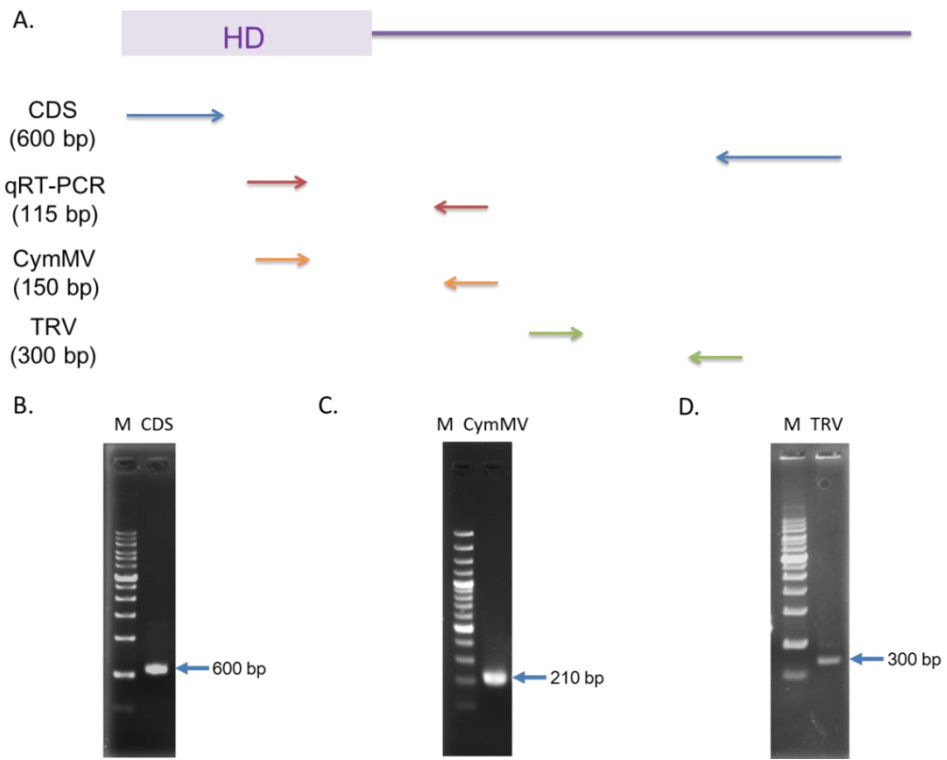 A.
HD
CDS
(600 bp)
qRT-PCR
(115 bp)
CymMV
(150 bp)
TRV
(300 bp)
B.
C.
D.
M CDS
M CymMV
M TRV
600 bp
210 bp
300 bp